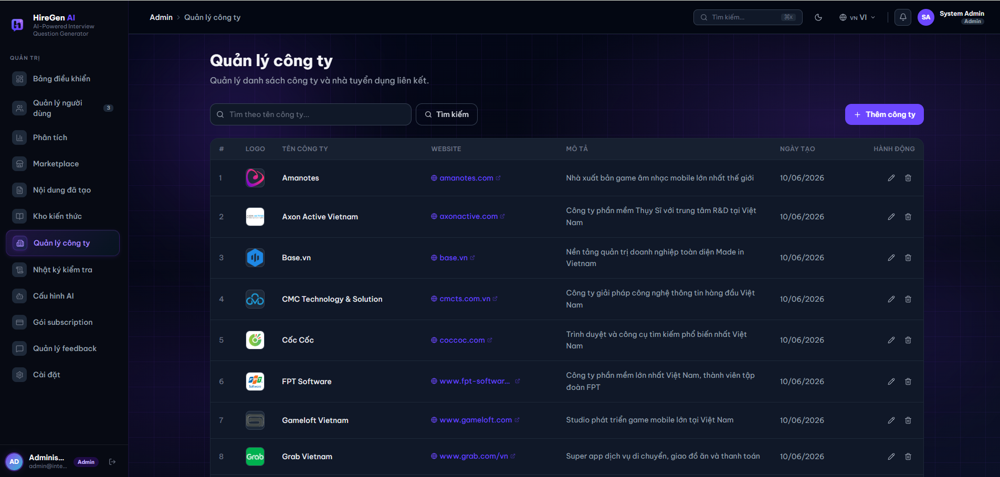 HireGen AI
AI-Powered Interview
Question Generator
QUẢN TRỊ
Bảng điều khiển
Quản lý người
dùng
3
Phân tích
Marketplace
Nội dung đã tạo
Kho kiến thức
Quản lý công ty
Nhật ký kiểm tra
Cấu hình AI
Gói subscription
Quản lý feedback
Cài đặt
AD
Adminis...
admin@inte...
Admin
Admin > Quản lý công ty
Tìm kiếm...
⌘K
VN VI
SA
System Admin
Admin
Quản lý công ty
Quản lý danh sách công ty và nhà tuyển dụng liên kết.
Tìm theo tên công ty...
Tìm kiếm
+ Thêm công ty
# LOGO TÊN CÔNG TY WEBSITE MÔ TẢ NGÀY TẠO HÀNH ĐỘNG
1 Amanotes amanotes.com Nhà xuất bản game âm nhạc mobile lớn nhất thế giới 10/06/2026
2 AXON ACTIVE Axon Active Vietnam axonactive.com Công ty phần mềm Thụy Sĩ với trung tâm R&D tại Việt
Nam 10/06/2026
3 Base.vn base.vn Nền tảng quản trị doanh nghiệp toàn diện Made in
Vietnam 10/06/2026
4 CMC Technology & Solution cmcts.com.vn Công ty giải pháp công nghệ thông tin hàng đầu Việt
Nam 10/06/2026
5 Cốc Cốc coccoc.com Trình duyệt và công cụ tìm kiếm phổ biến nhất Việt
Nam 10/06/2026
6 FPT Software FPT Software www.fpt-softwar... Công ty phần mềm lớn nhất Việt Nam, thành viên tập
đoàn FPT 10/06/2026
7 Gameloft Vietnam www.gameloft.com Studio phát triển game mobile lớn tại Việt Nam 10/06/2026
8 Grab Grab Vietnam www.grab.com/vn Super app dịch vụ di chuyển, giao đồ ăn và thanh toán 10/06/2026